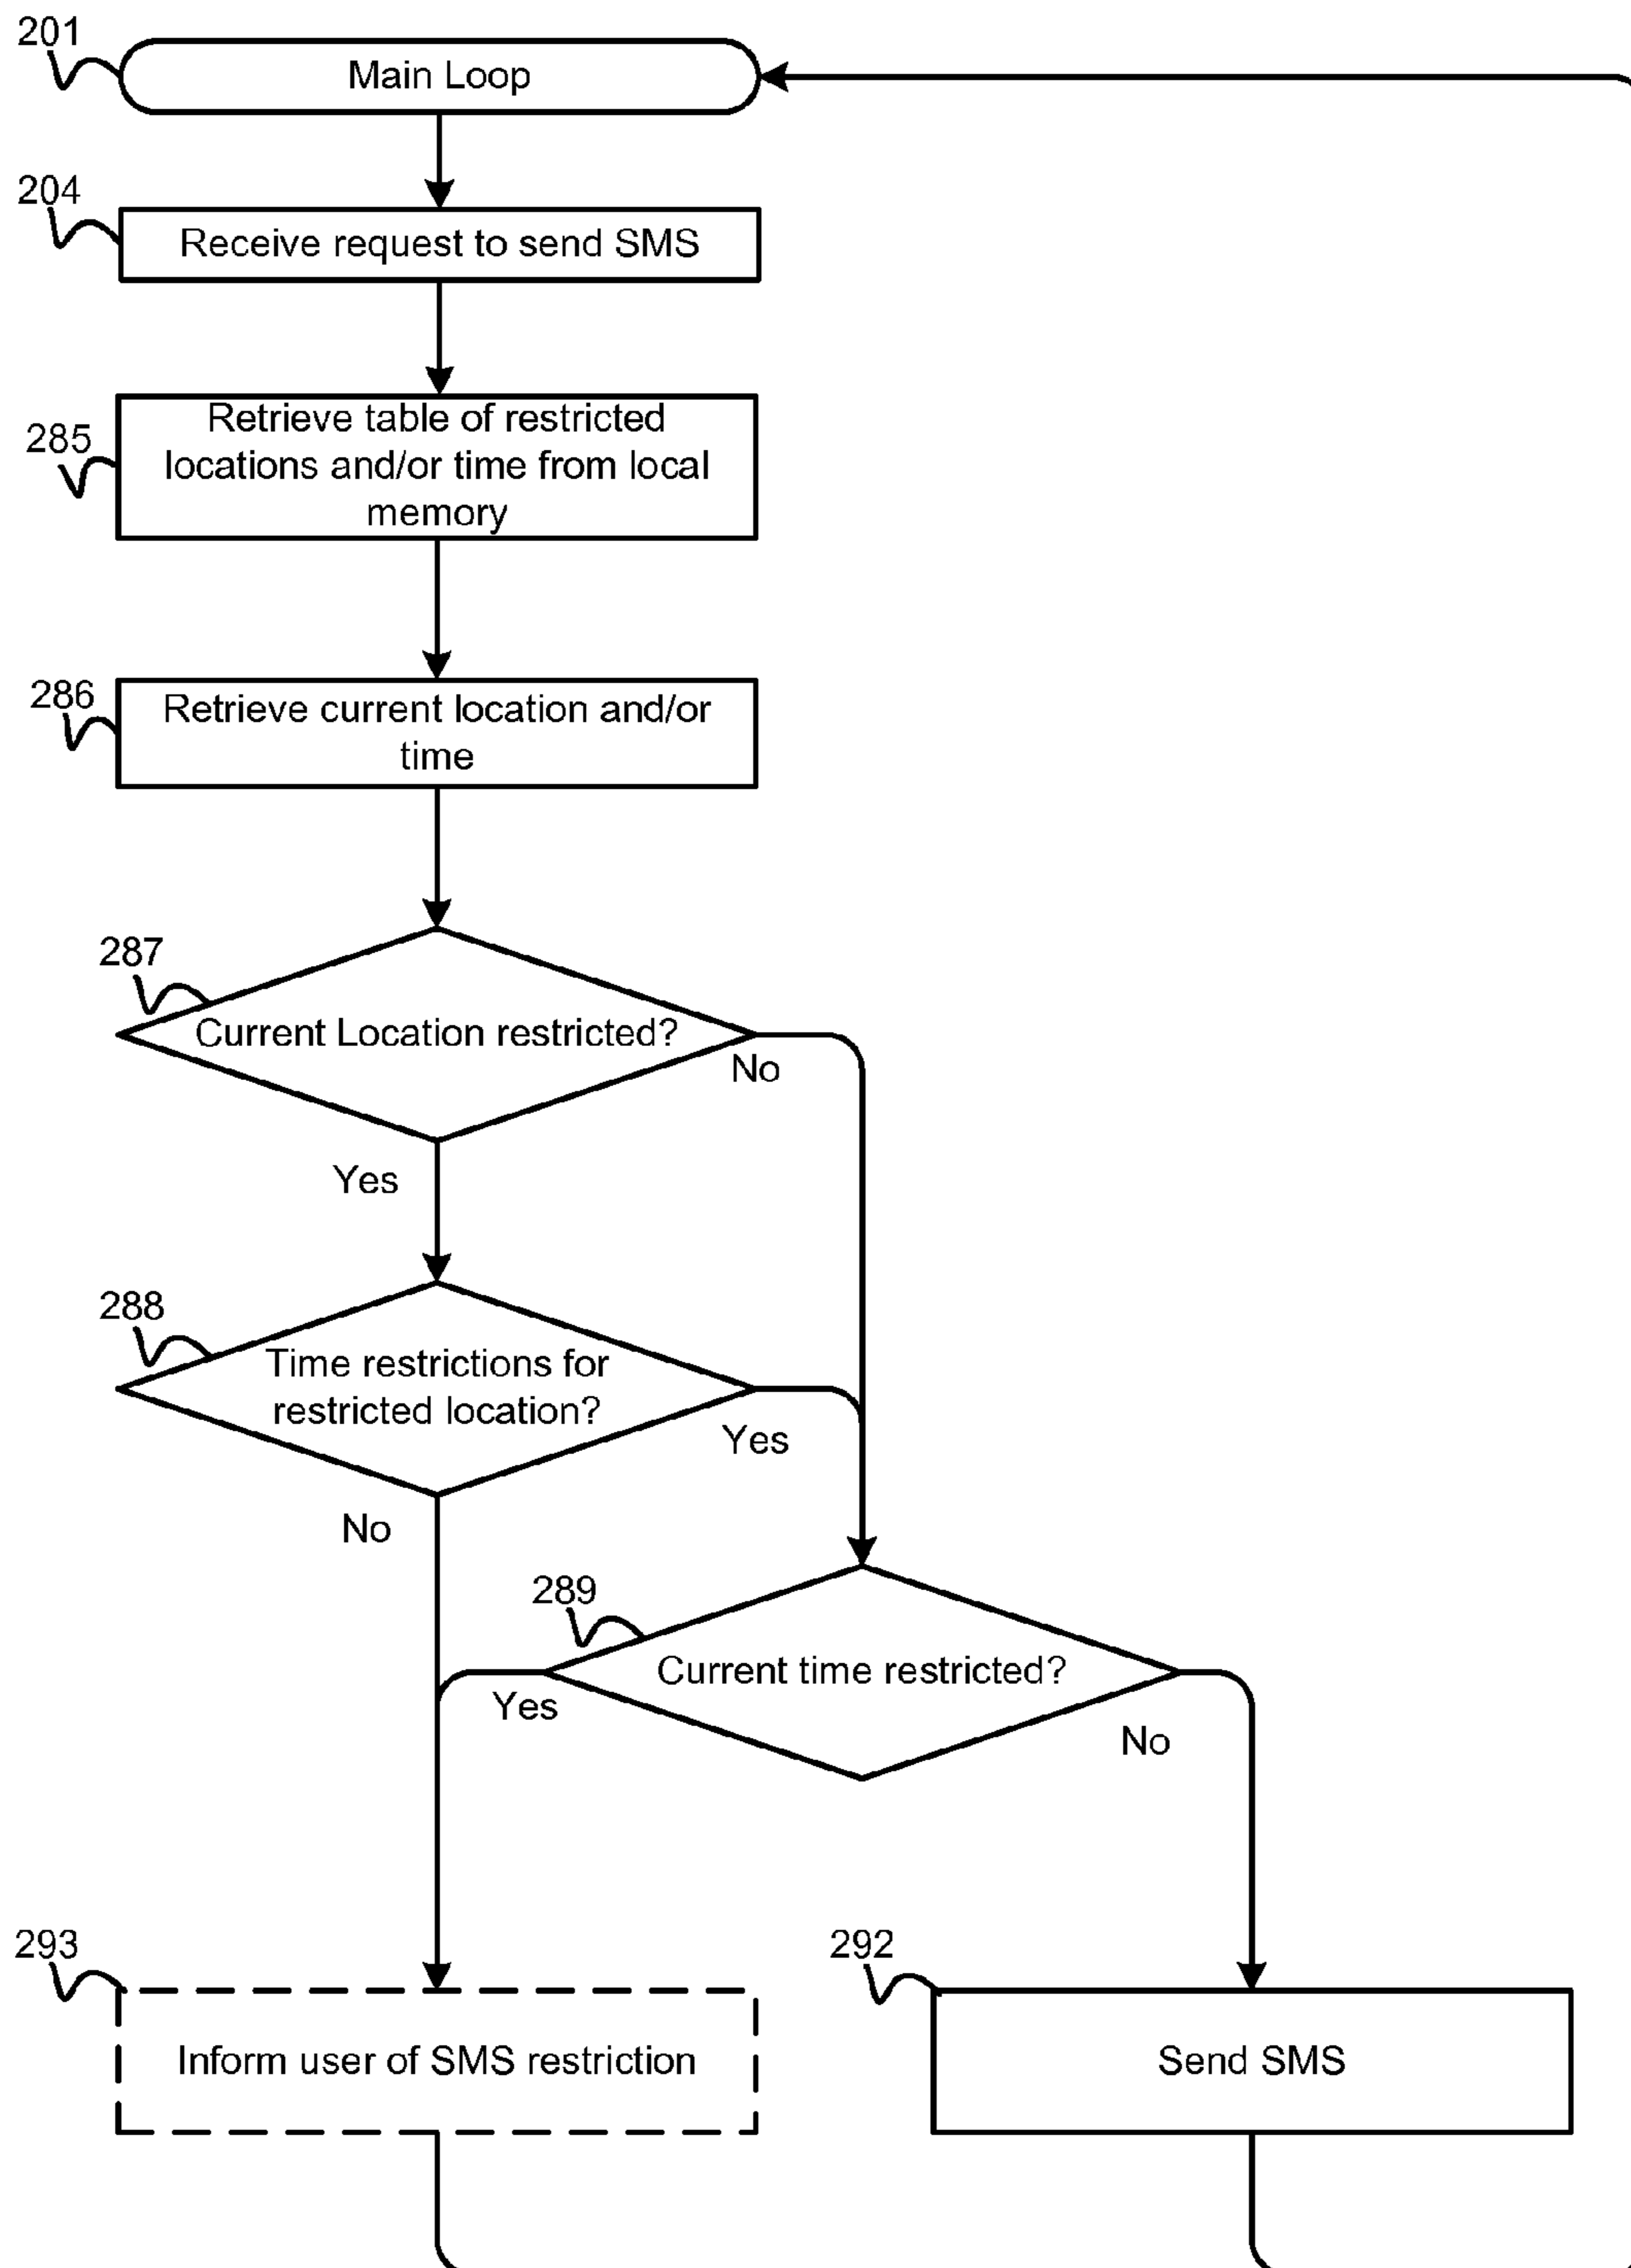 201
Main Loop
204
Receive request to send SMS
285
Retrieve table of restricted
locations and/or time from local
memory
286
Retrieve current location and/or
time
287
Current Location restricted?
No
Yes
288
Time restrictions for
restricted location?
Yes
No
289
Current time restricted?
Yes
No
293
Inform user of SMS restriction
292
Send SMS